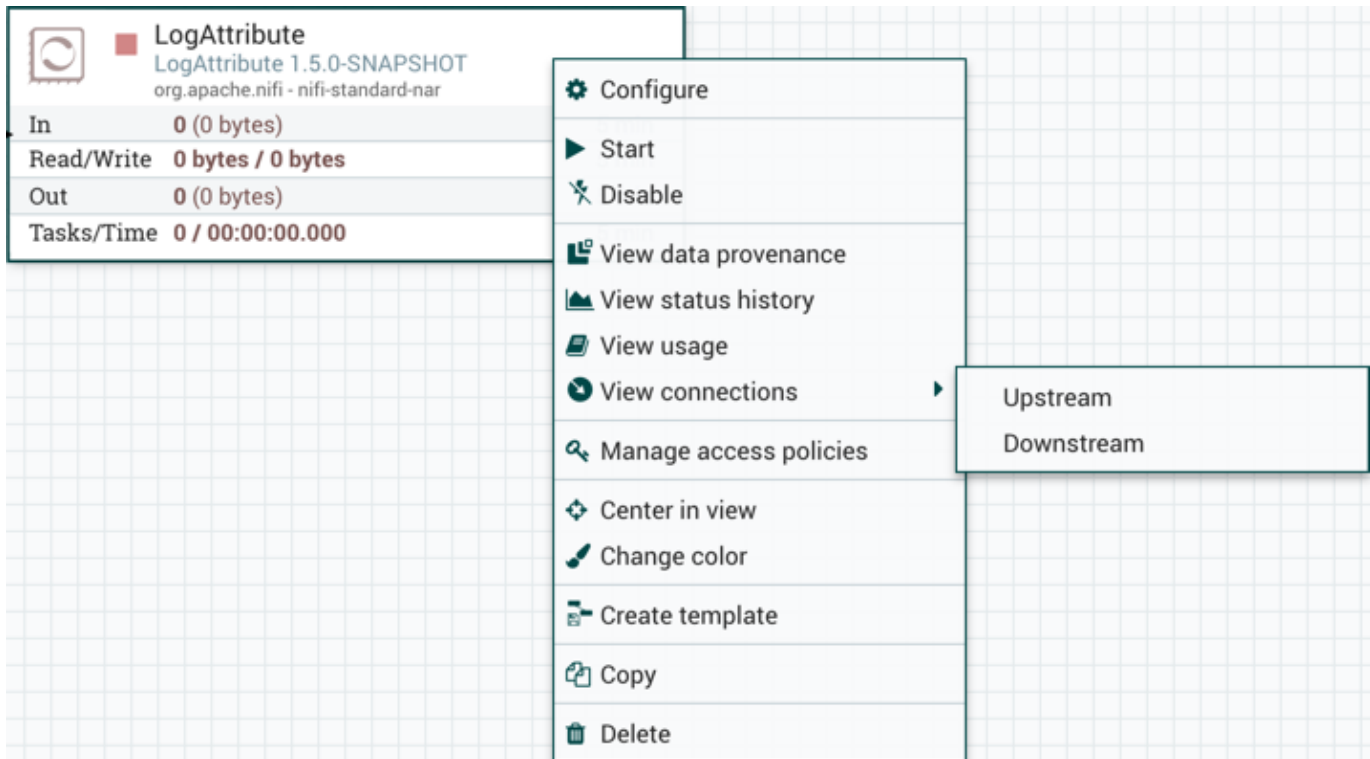 LogAttribute
LogAttribute 1.5.0-SNAPSHOT
org.apache.nifi - nifi-standard-nar
In 0 (0 bytes)
Read/Write 0 bytes / 0 bytes
Out 0 (0 bytes)
Tasks/Time 0 / 00:00:00.000
Configure
Start
Disable
View data provenance
View status history
View usage
View connections
Upstream
Downstream
Manage access policies
Center in view
Change color
Create template
Copy
Delete